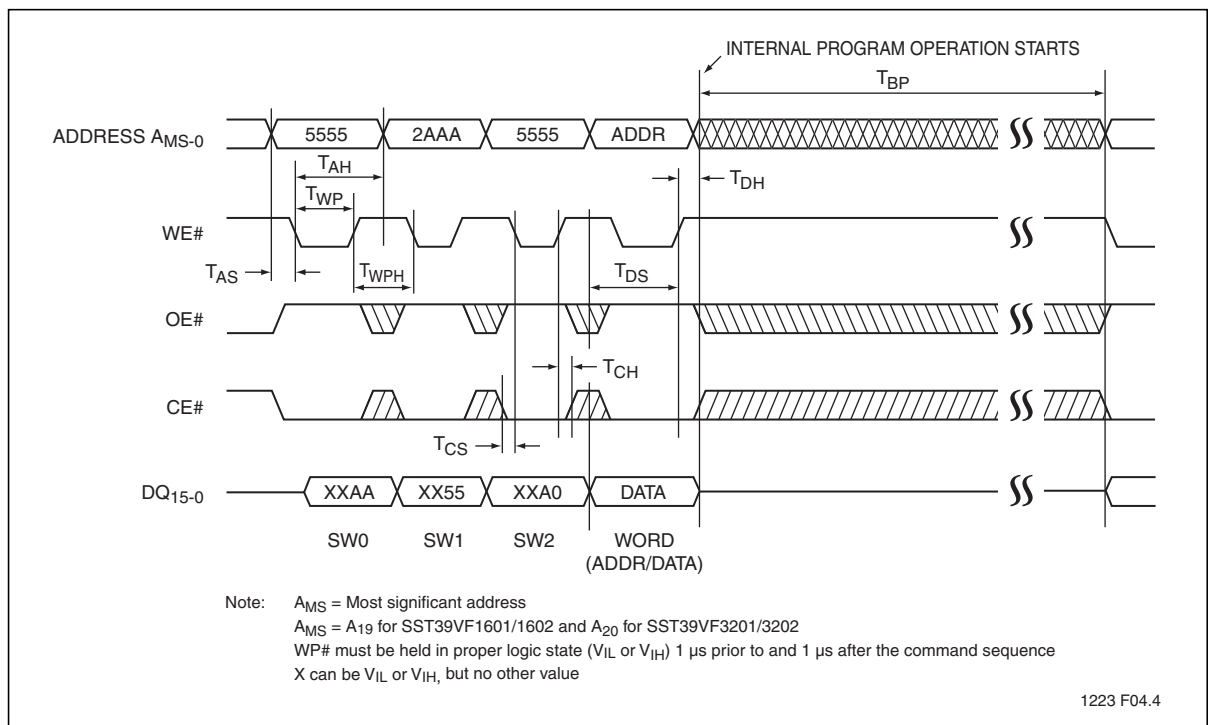 INTERNAL PROGRAM OPERATION STARTS
TBP
ADDRESS AMS-0
5555
2AAA
5555
ADDR
TAH
TDH
TWP
WE#
TAS
TWPH
TDS
OE#
TCH
CE#
TCS
DQ15-0
XXAA
XX55
XXA0
DATA
SW0
SW1
SW2
WORD
(ADDR/DATA)
Note: AMS = Most significant address
AMS = A19 for SST39VF1601/1602 and A20 for SST39VF3201/3202
WP# must be held in proper logic state (VIL or VIH) 1 µs prior to and 1 µs after the command sequence
X can be VIL or VIH, but no other value
1223 F04.4